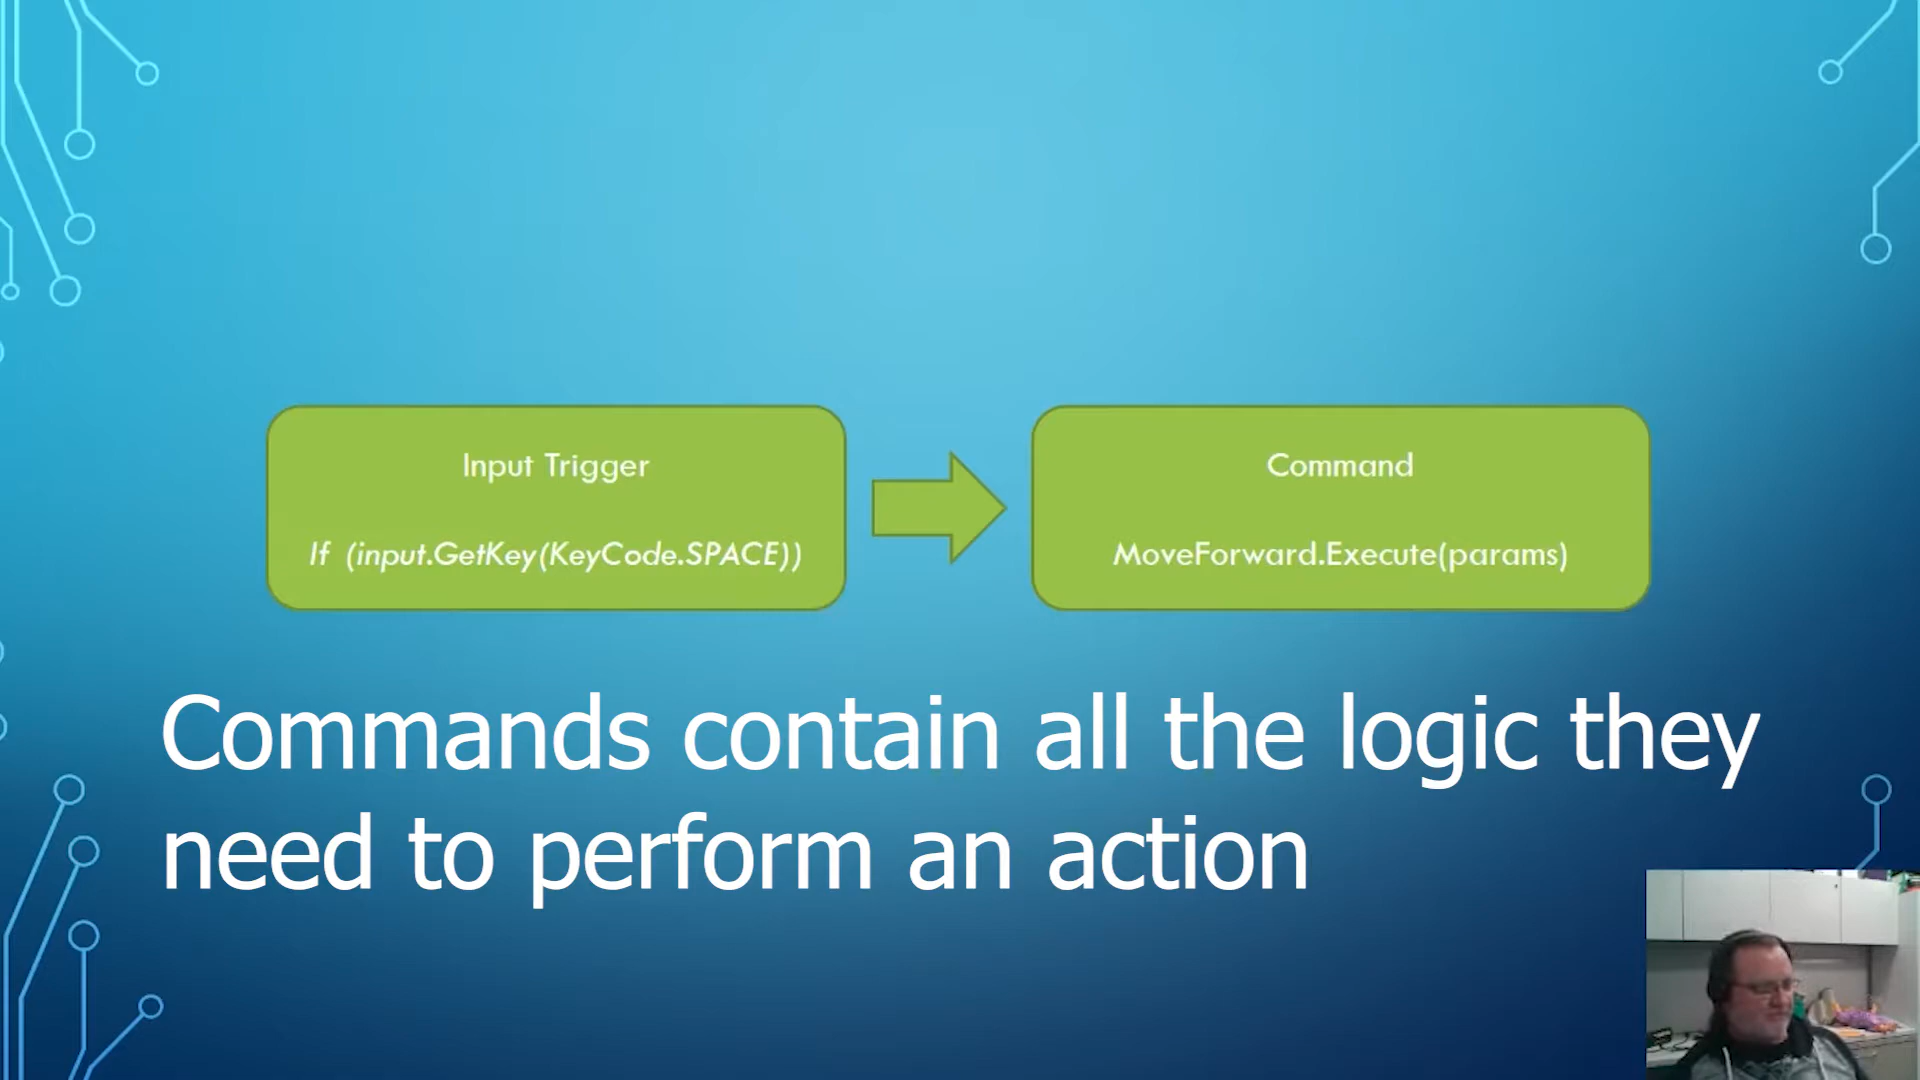 Input Trigger
If (input.GetKey(KeyCode.SPACE))
Command
MoveForward.Execute(params)
Commands contain all the logic they
need to perform an action